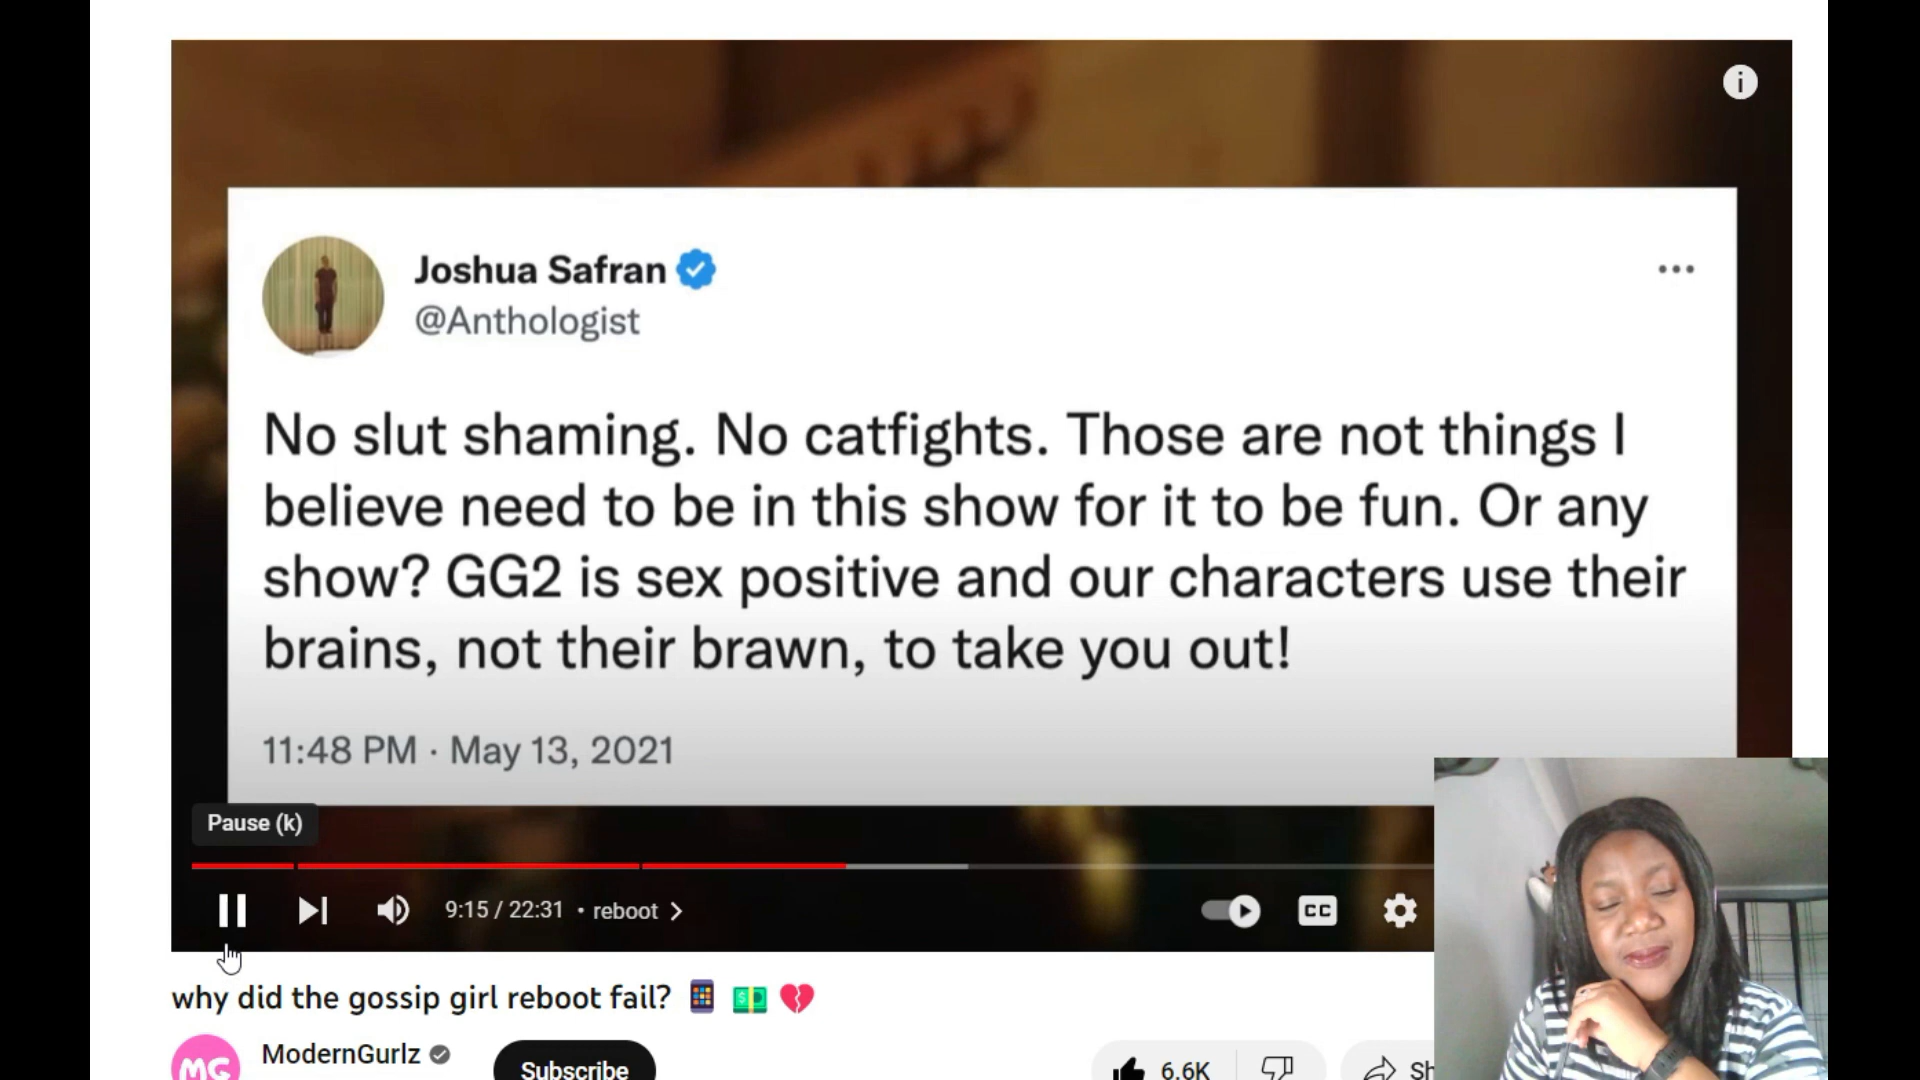 Joshua Safran
@Anthologist
No slut shaming. No catfights. Those are not things I
believe need to be in this show for it to be fun. Or any
show? GG2 is sex positive and our characters use their
brains, not their brawn, to take you out!
11:48 PM · May 13, 2021
Pause (k)
9:15 / 22:31 • reboot
CC
why did the gossip girl reboot fail? 📱 💵 💔
MG
ModernGurlz
Subscribe
6.6K
Sh